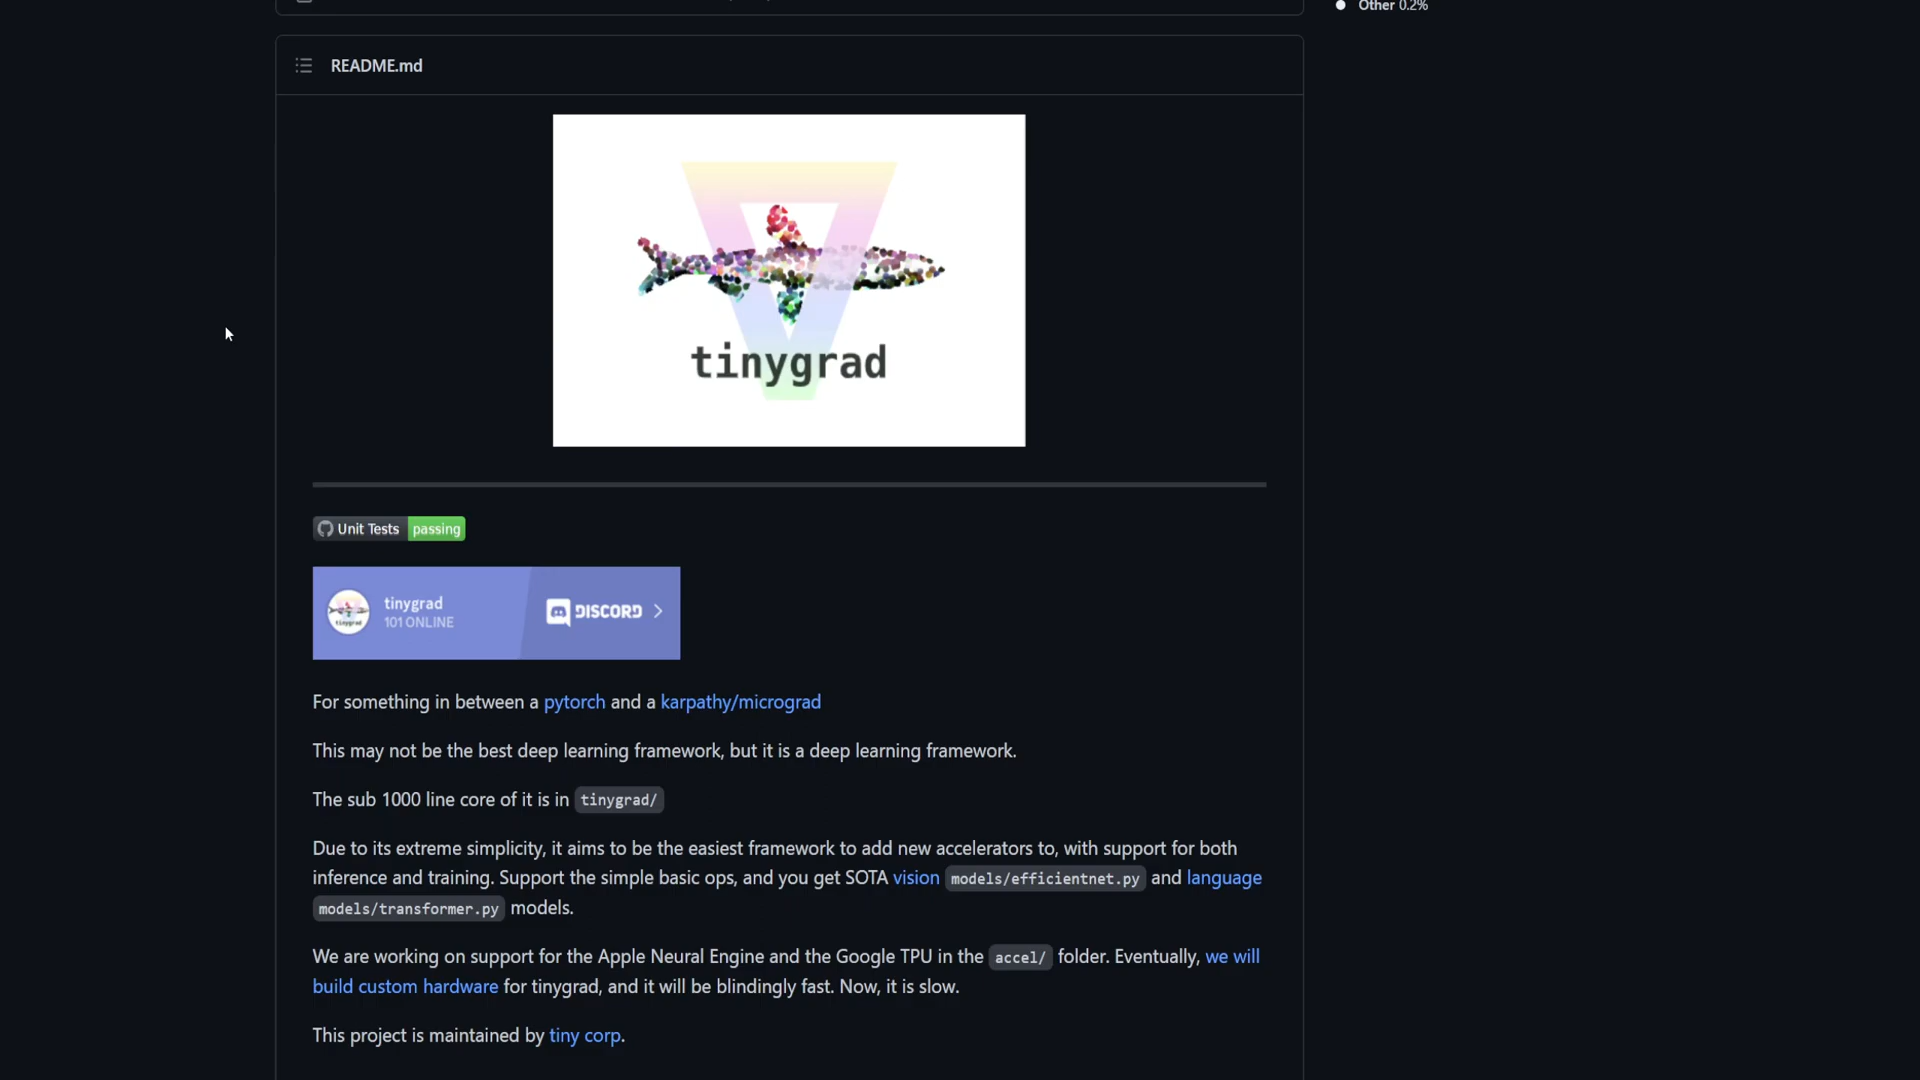 Other 0.2%
README.md
tinygrad
Unit Tests passing
tinygrad
101 ONLINE
DISCORD
tinygrad
For something in between a pytorch and a karpathy/micrograd
This may not be the best deep learning framework, but it is a deep learning framework.
The sub 1000 line core of it is in tinygrad/
Due to its extreme simplicity, it aims to be the easiest framework to add new accelerators to, with support for both
inference and training. Support the simple basic ops, and you get SOTA vision models/efficientnet.py and language
models/transformer.py models.
We are working on support for the Apple Neural Engine and the Google TPU in the accel/ folder. Eventually, we will
build custom hardware for tinygrad, and it will be blindingly fast. Now, it is slow.
This project is maintained by tiny corp.